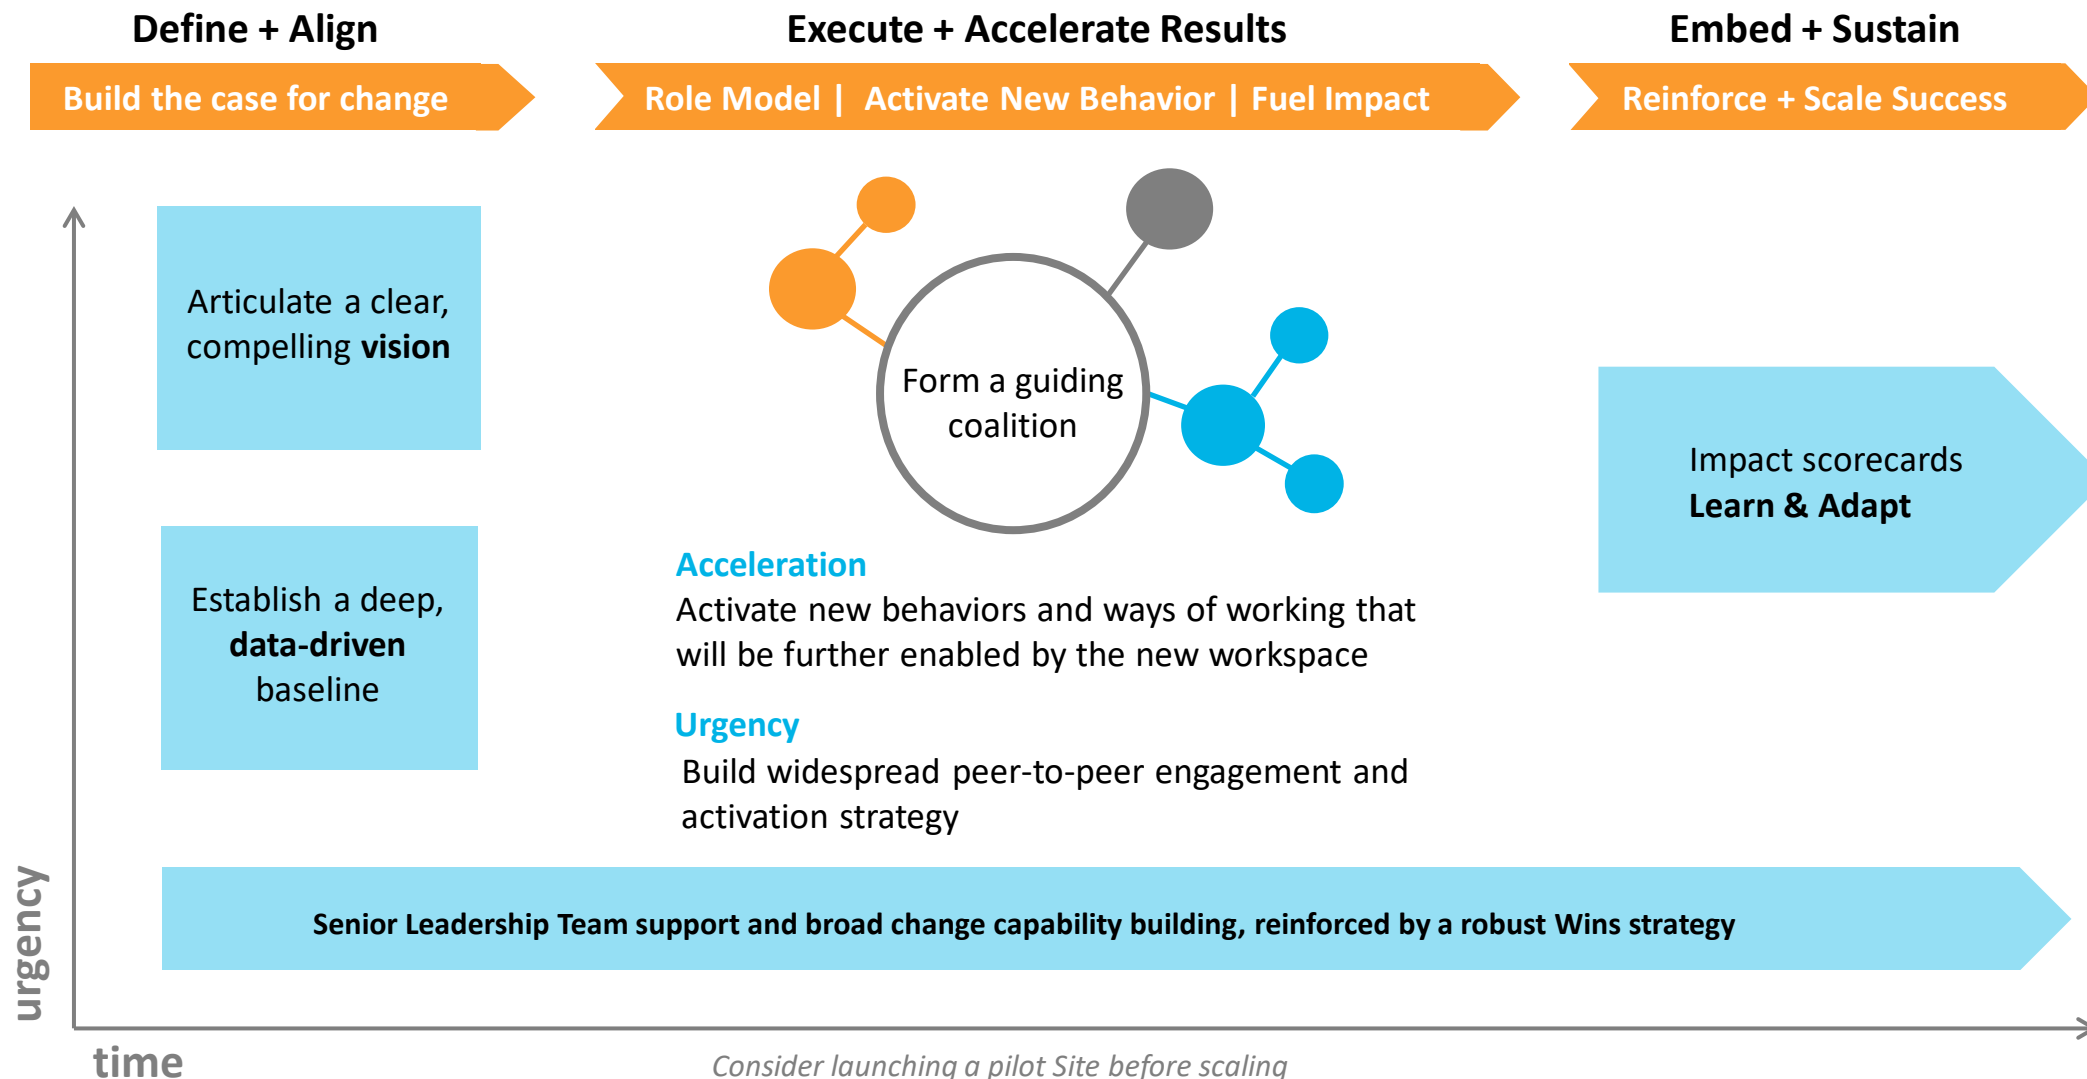 Define + Align
Execute + Accelerate Results
Embed + Sustain
Build the case for change
Role Model | Activate New Behavior | Fuel Impact
Reinforce + Scale Success
Articulate a clear,
compelling vision
Establish a deep,
data-driven
baseline
Form a guiding
coalition
Acceleration
Activate new behaviors and ways of working that
will be further enabled by the new workspace
Urgency
Build widespread peer-to-peer engagement and
activation strategy
Impact scorecards
Learn & Adapt
Senior Leadership Team support and broad change capability building, reinforced by a robust Wins strategy
urgency
time
Consider launching a pilot Site before scaling